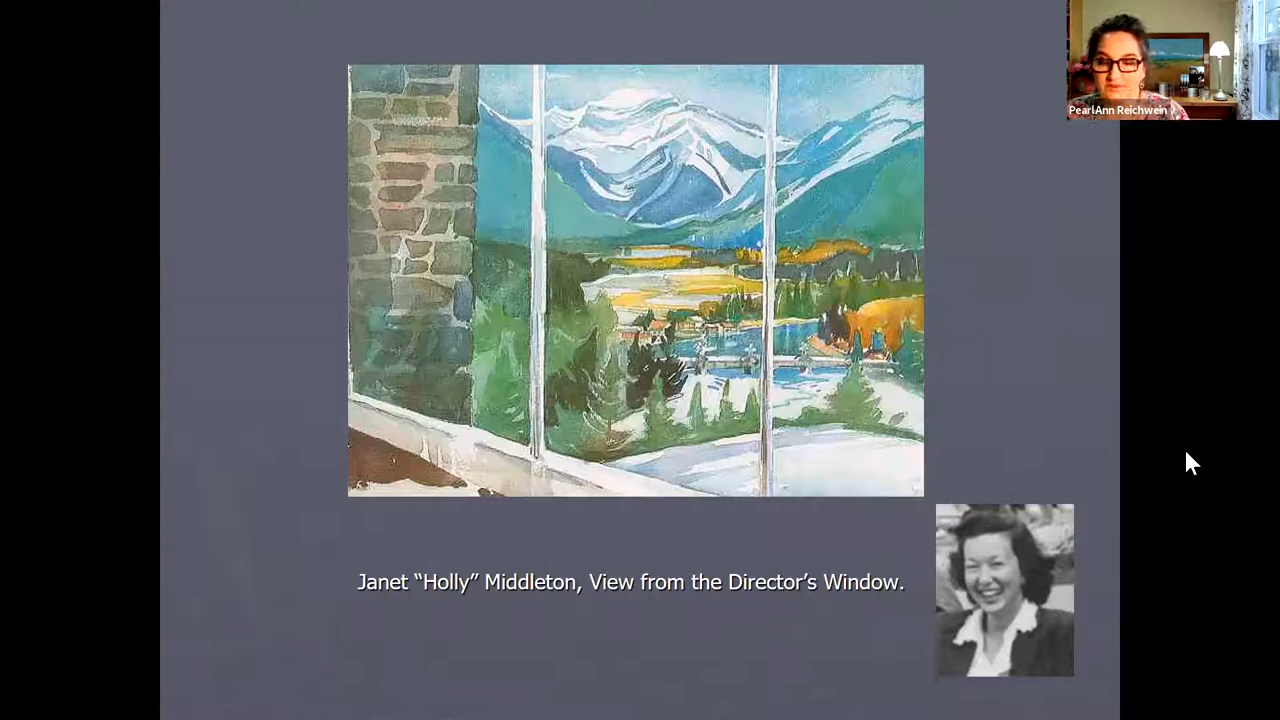 PearlAnn Reichwein
Janet “Holly” Middleton, View from the Director’s Window.